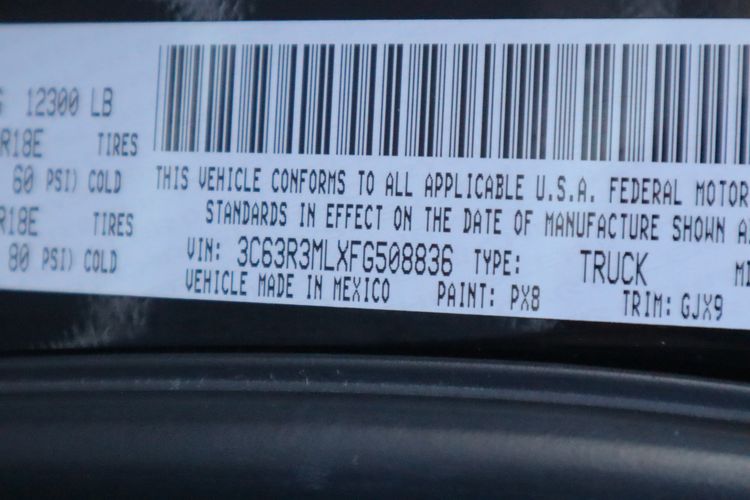 12300 LB
R18E TIRES
60 PSI) COLD
R18E TIRES
80 PSI) COLD
THIS VEHICLE CONFORMS TO ALL APPLICABLE U.S.A. FEDERAL MOTOR
STANDARDS IN EFFECT ON THE DATE OF MANUFACTURE SHOWN
VIN: 3C63R3MLXFG508836 TYPE: TRUCK
VEHICLE MADE IN MEXICO PAINT: PX8 TRIM: GJX9